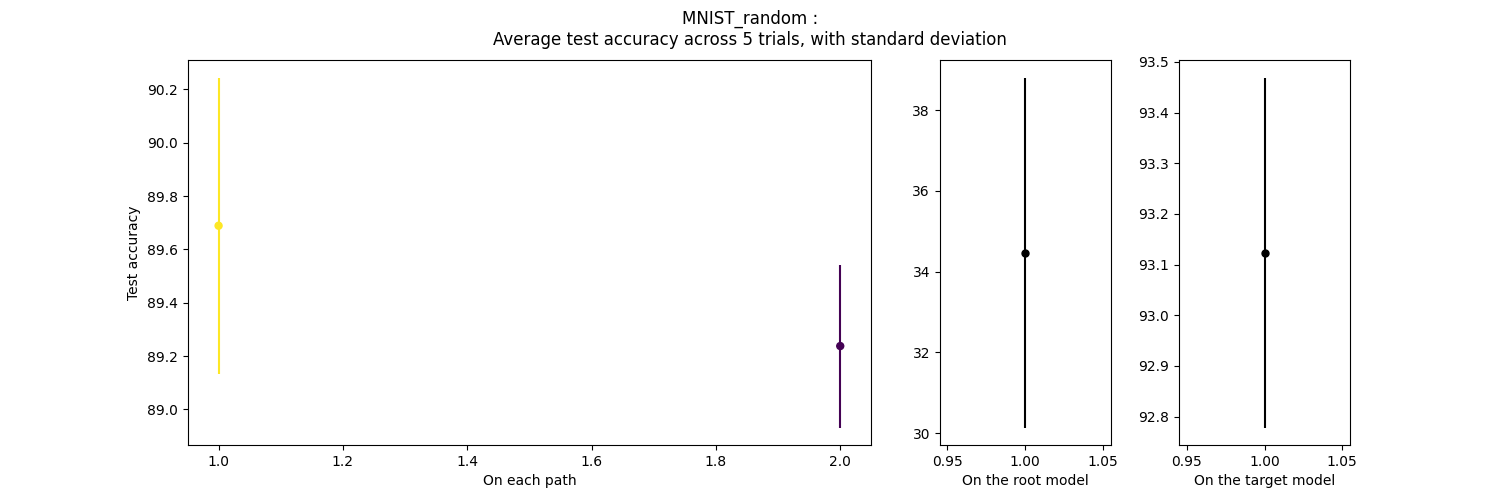 MNIST_random :
Average test accuracy across 5 trials, with standard deviation
Test accuracy
90.2
90.0
89.8
89.6
89.4
89.2
89.0
1.0 1.2 1.4 1.6 1.8 2.0
On each path
38
36
34
32
30
0.95 1.00 1.05
On the root model
93.5
93.4
93.3
93.2
93.1
93.0
92.9
92.8
0.95 1.00 1.05
On the target model